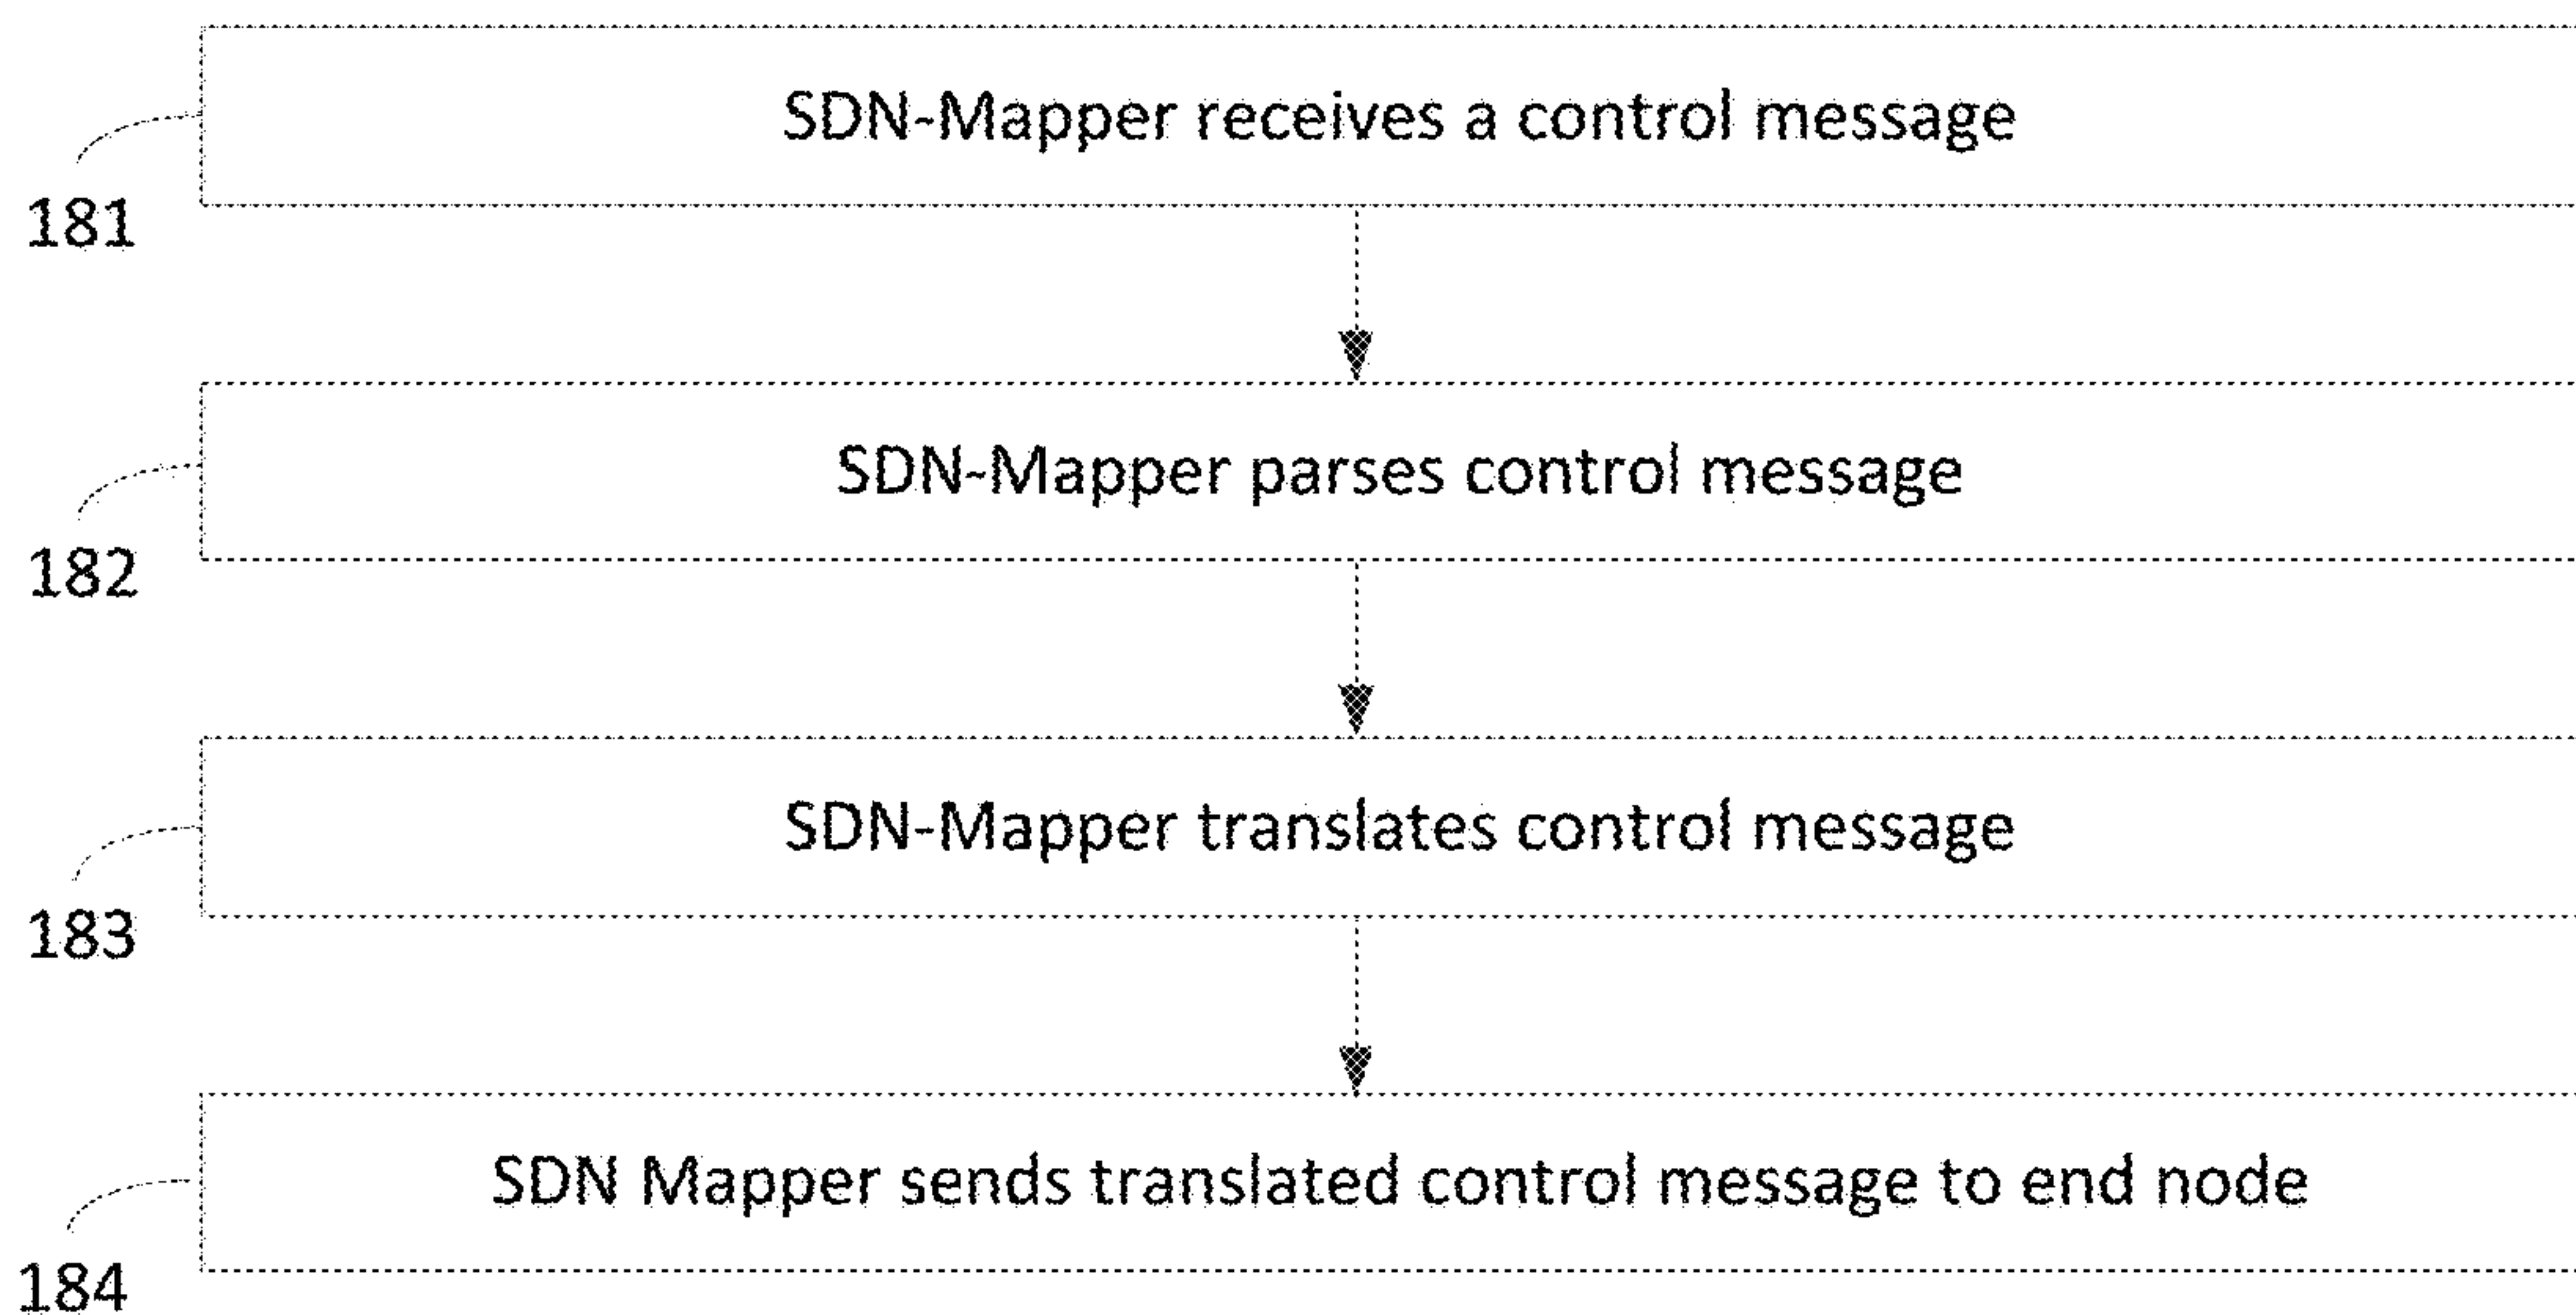 SDN-Mapper receives a control message
181
SDN-Mapper parses control message
182
SDN-Mapper translates control message
183
SDN Mapper sends translated control message to end node
184